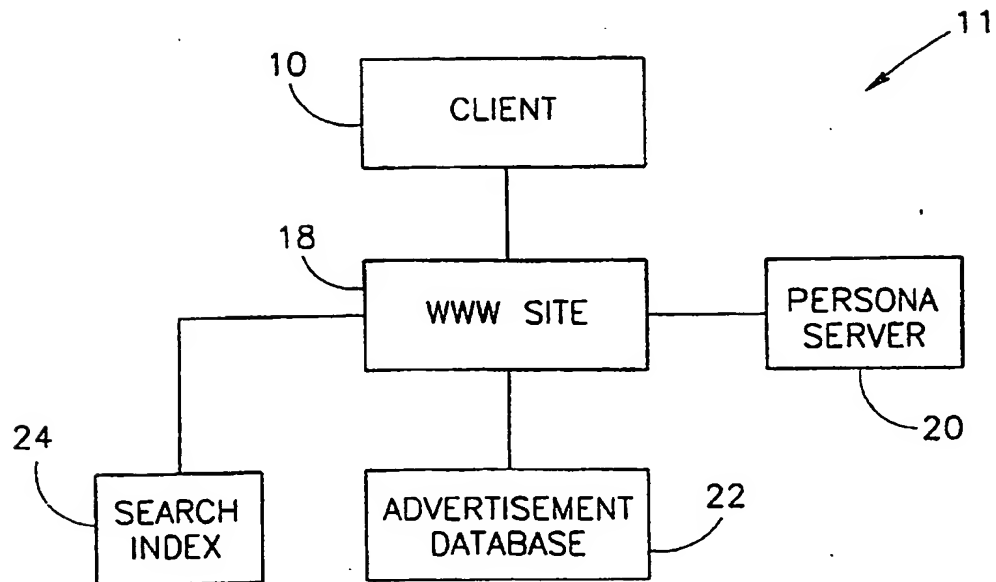 11
10
CLIENT
18
WWW SITE
PERSONA
SERVER
20
24
SEARCH
INDEX
ADVERTISEMENT
DATABASE
22